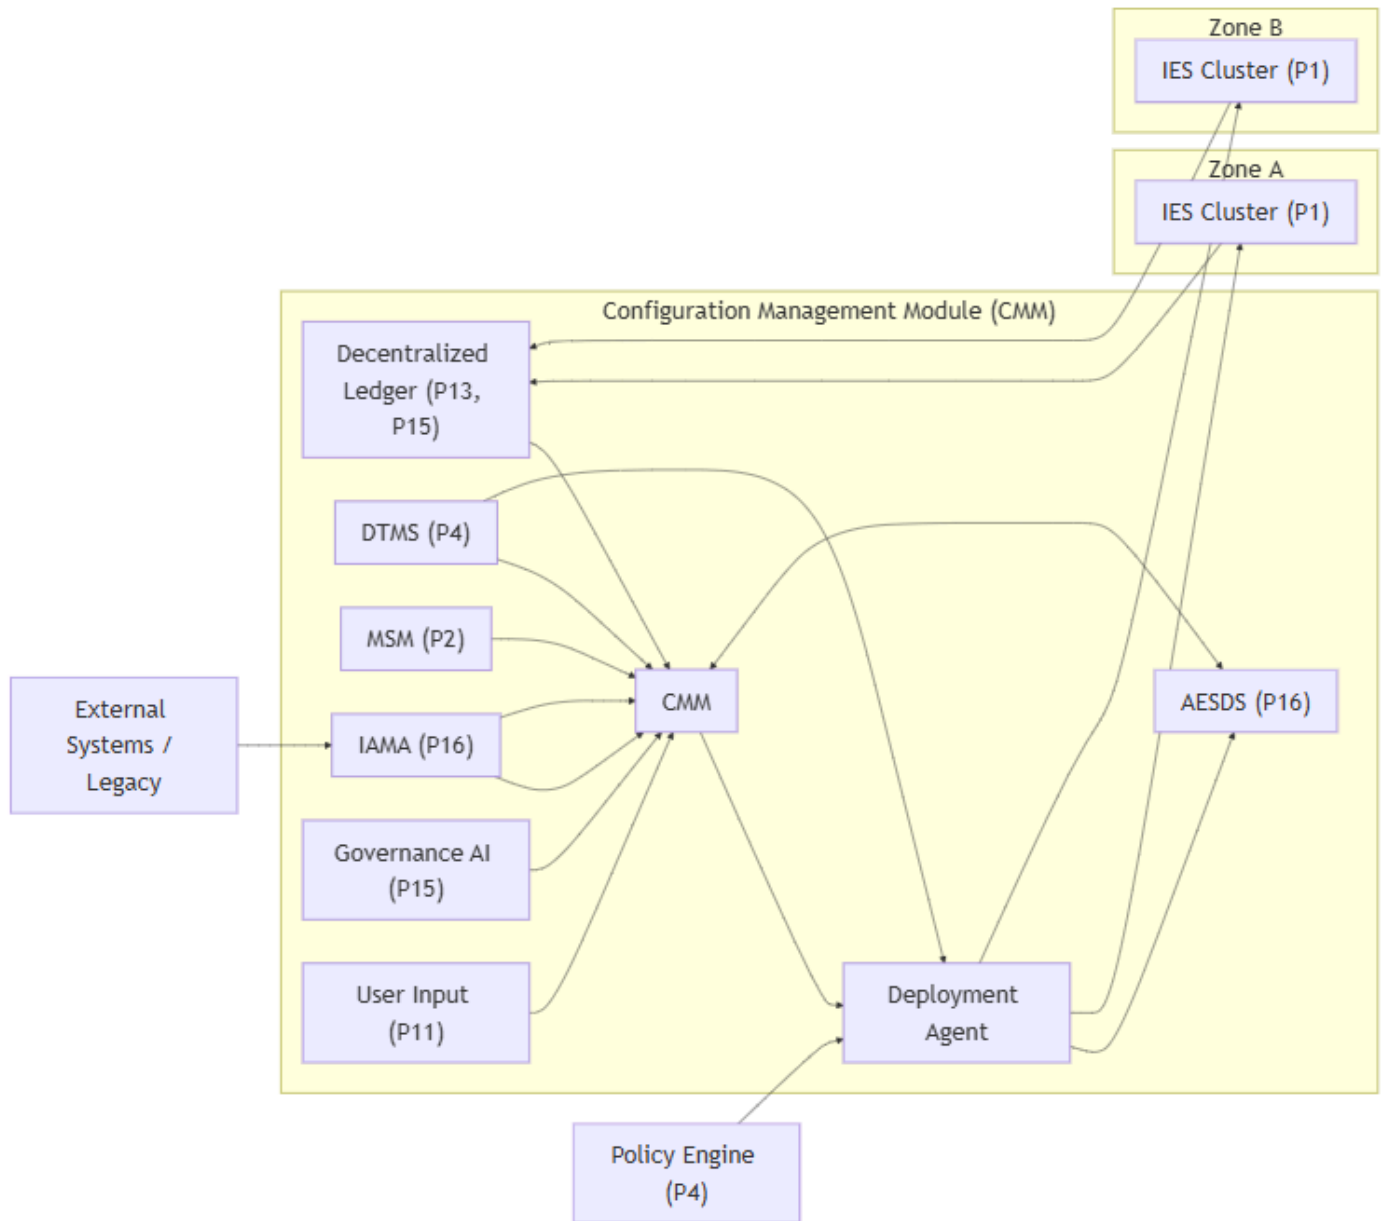 Zone B
IES Cluster (P1)
Zone A
IES Cluster (P1)
Configuration Management Module (CMM)
Decentralized
Ledger (P13,
P15)
DTMS (P4)
MSM (P2)
CMM
AESDS (P16)
External
Systems /
Legacy
IAMA (P16)
Governance AI
(P15)
User Input
(P11)
Deployment
Agent
Policy Engine
(P4)